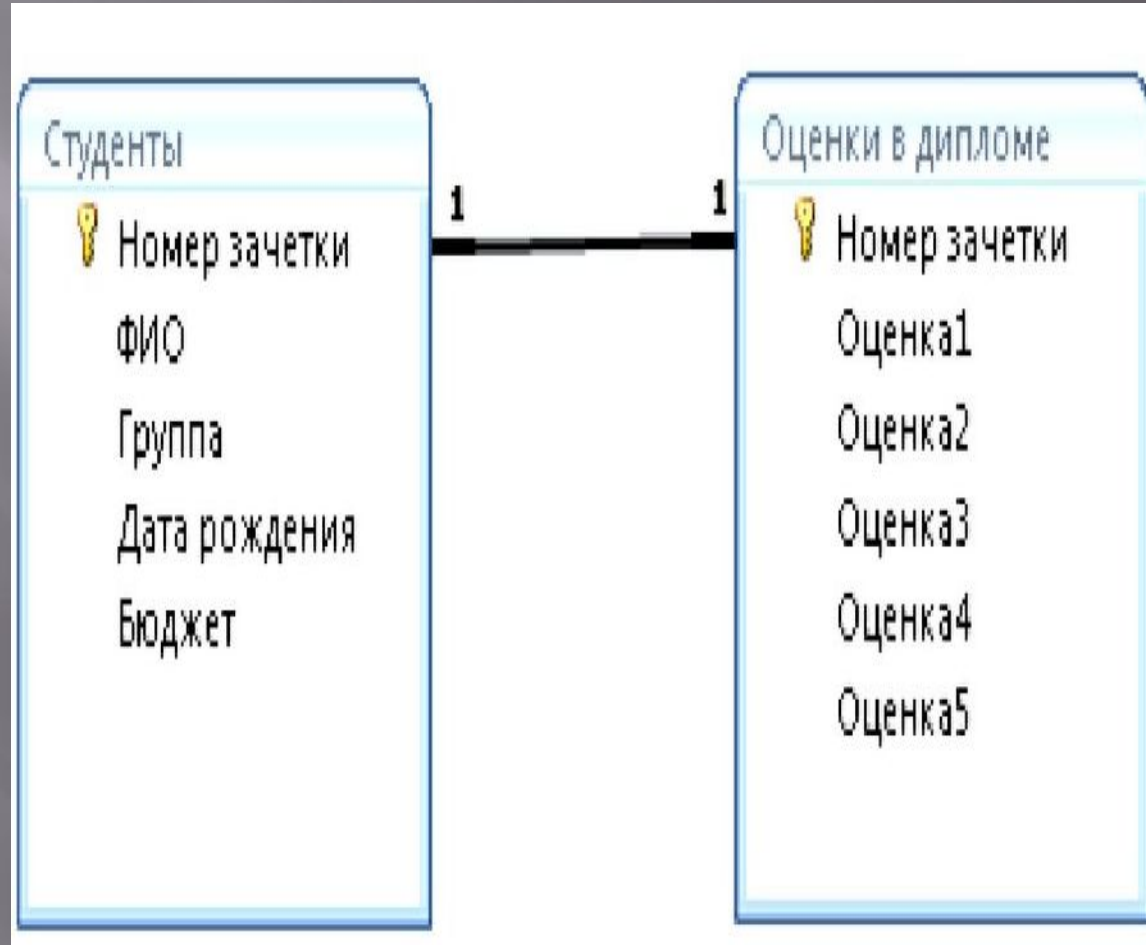 Студенты
Номер зачетки
ФИО
Группа
Дата рождения
Бюджет
1
1
Оценки в дипломе
Номер зачетки
Оценка1
Оценка2
Оценка3
Оценка4
Оценка5